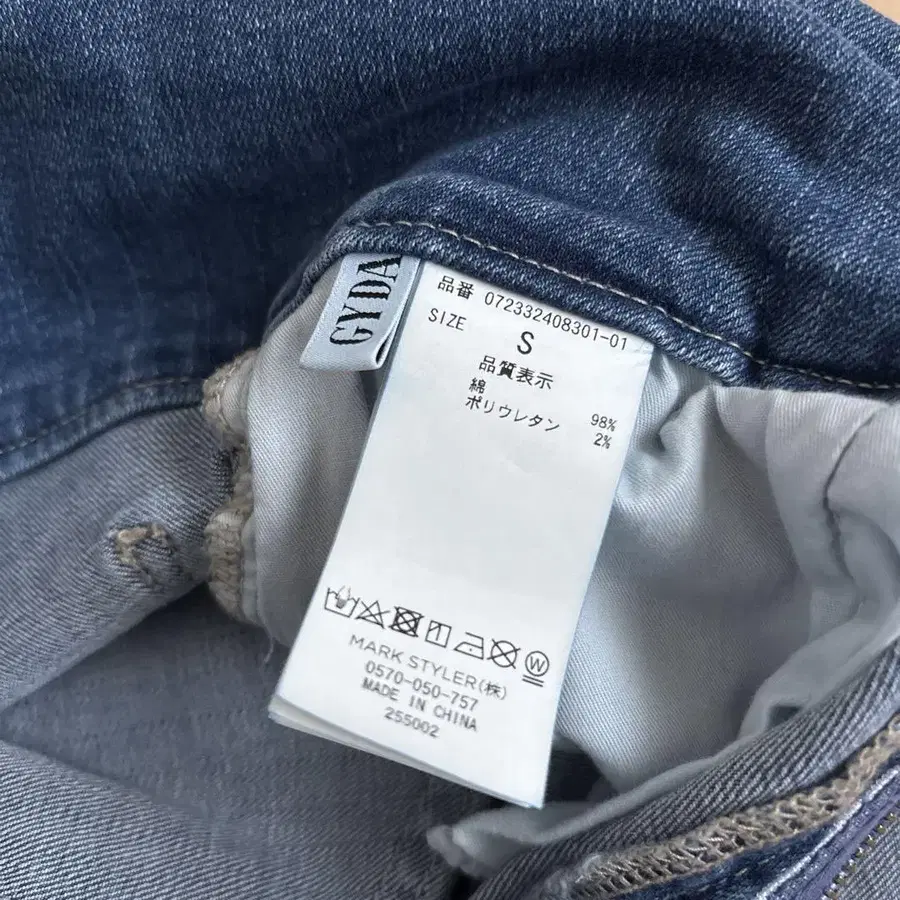 GYDA
品番 072332408301-01
SIZE S
品質表示
綿 98%
ポリウレタン 2%
W
MARK STYLER(株)
0570-050-757
MADE IN CHINA
255002